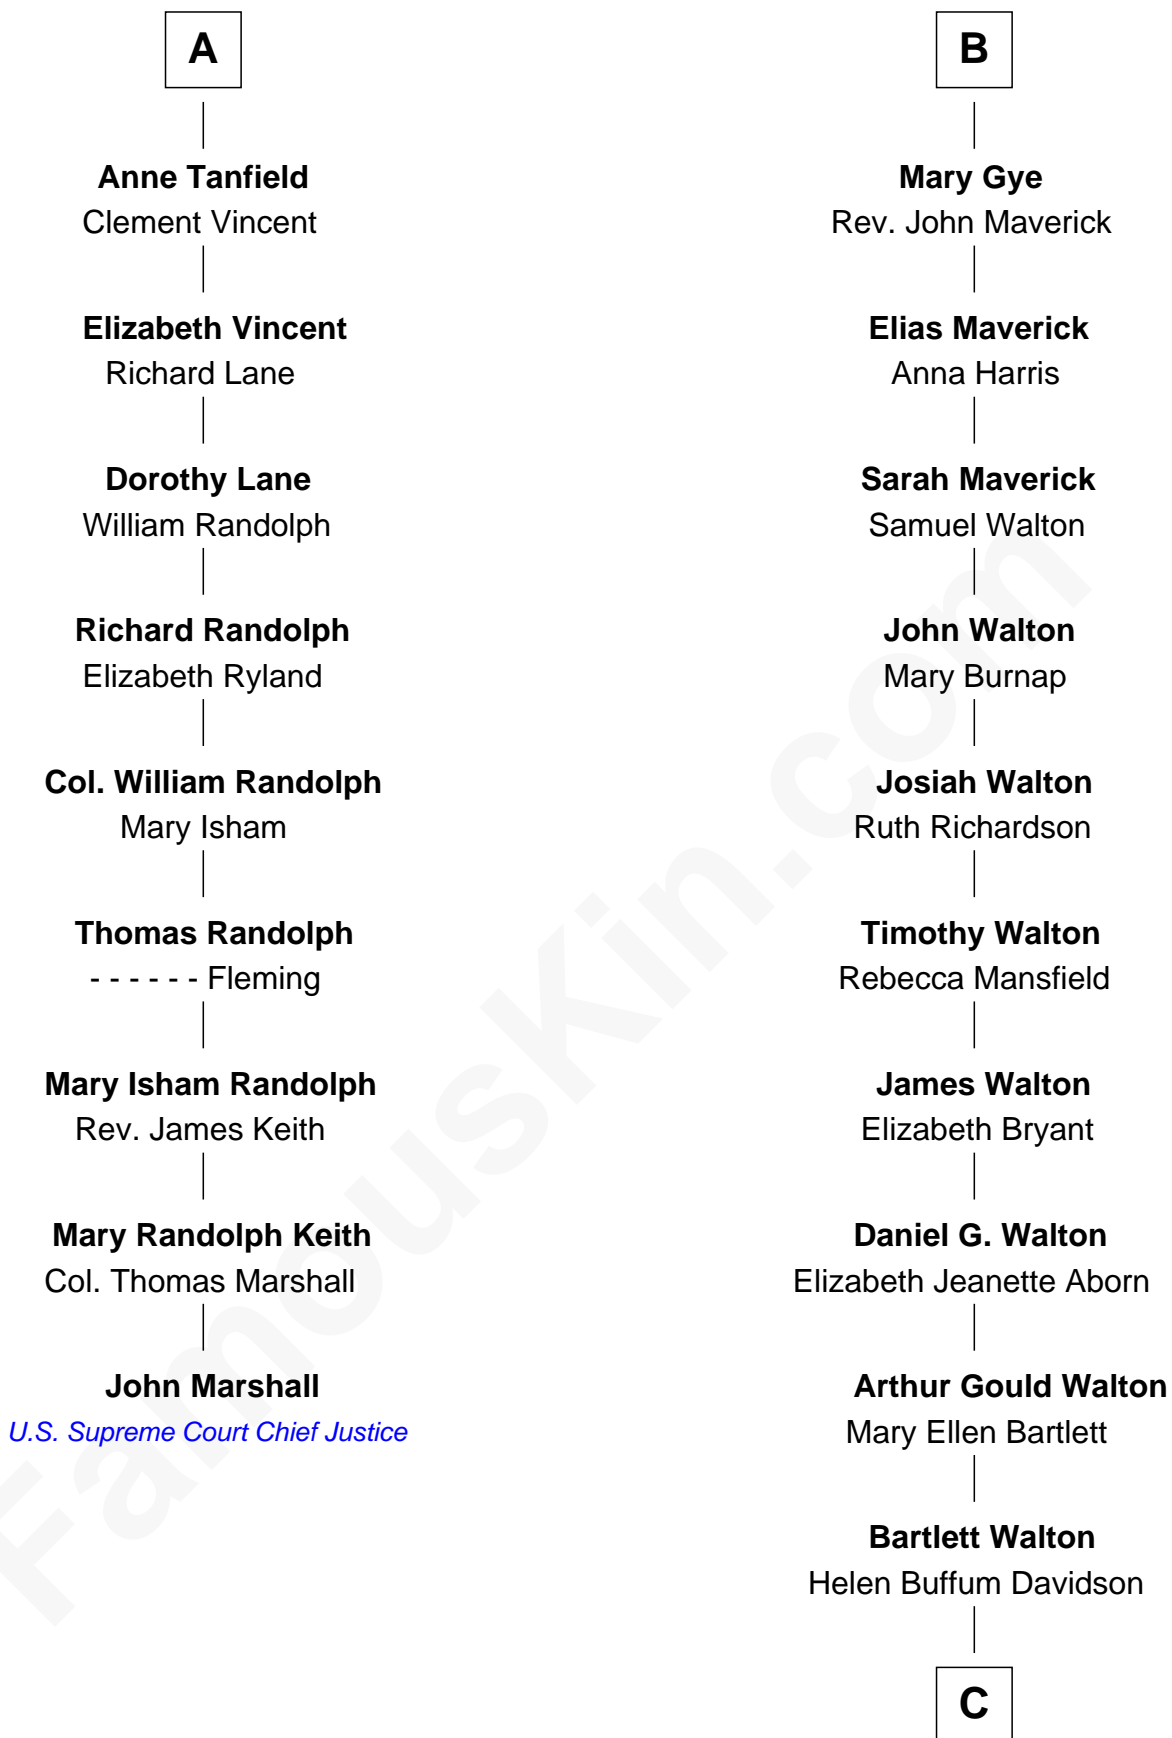 A
Anne Tanfield
Clement Vincent
Elizabeth Vincent
Richard Lane
Dorothy Lane
William Randolph
Richard Randolph
Elizabeth Ryland
Col. William Randolph
Mary Isham
Thomas Randolph
- - - - - - Fleming
Mary Isham Randolph
Rev. James Keith
Mary Randolph Keith
Col. Thomas Marshall
John Marshall
U.S. Supreme Court Chief Justice
B
Mary Gye
Rev. John Maverick
Elias Maverick
Anna Harris
Sarah Maverick
Samuel Walton
John Walton
Mary Burnap
Josiah Walton
Ruth Richardson
Timothy Walton
Rebecca Mansfield
James Walton
Elizabeth Bryant
Daniel G. Walton
Elizabeth Jeanette Aborn
Arthur Gould Walton
Mary Ellen Bartlett
Bartlett Walton
Helen Buffum Davidson
C
FamousKin.com